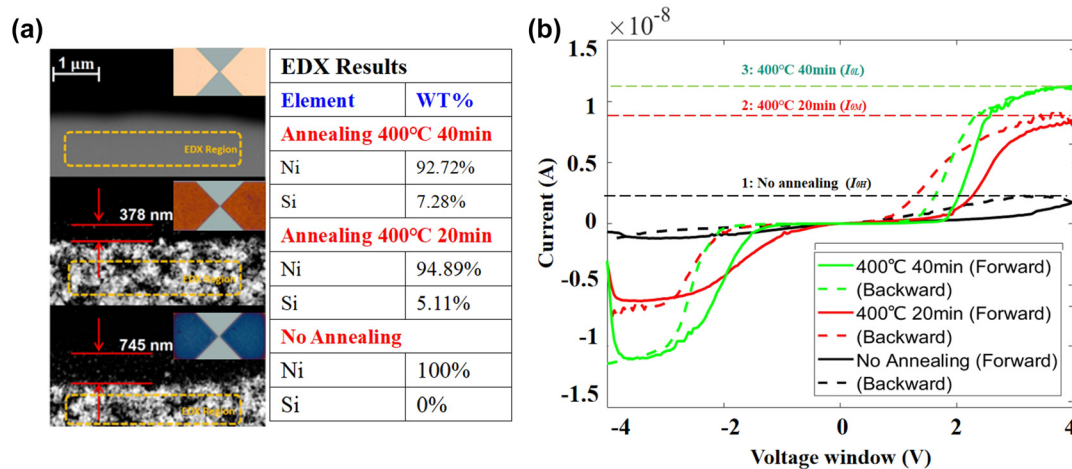 (a)
1 µm
EDX Region
378 nm
EDX Region
745 nm
EDX Region
EDX Results
Element WT%
Annealing 400°C 40min
Ni 92.72%
Si 7.28%
Annealing 400°C 20min
Ni 94.89%
Si 5.11%
No Annealing
Ni 100%
Si 0%
(b)
×10⁻⁸
1.5
1
0.5
0
-0.5
-1
-1.5
Current (A)
3: 400°C 40min (I0L)
2: 400°C 20min (I0M)
1: No annealing (I0H)
400℃ 40min (Forward)
(Backward)
400℃ 20min (Forward)
(Backward)
No Annealing (Forward)
(Backward)
-4 -2 0 2 4
Voltage window (V)